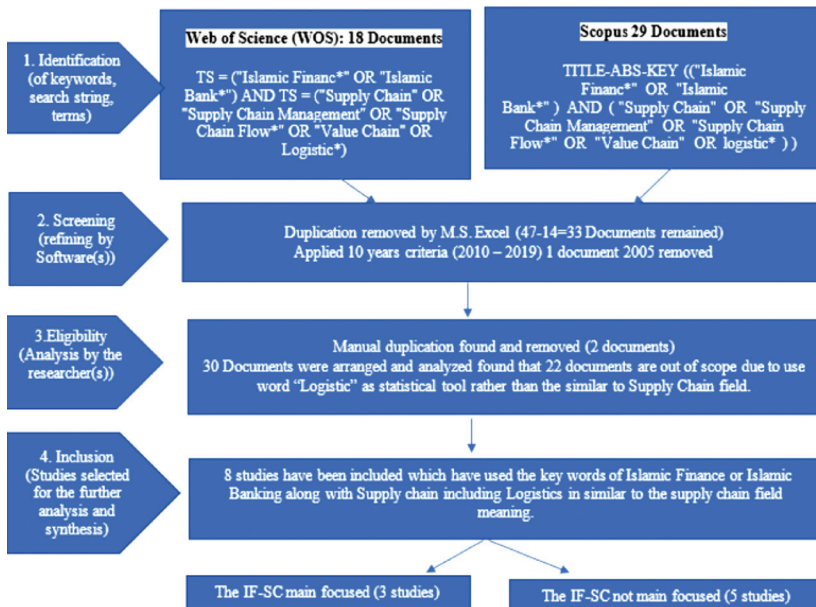 1. Identification
(of keywords,
search string,
terms)
Web of Science (WOS): 18 Documents
TS = ("Islamic Financ*" OR "Islamic
Bank*") AND TS = ("Supply Chain" OR
"Supply Chain Management" OR "Supply
Chain Flow*" OR "Value Chain" OR
Logistic*)
Scopus 29 Documents
TITLE-ABS-KEY (("Islamic
Financ*" OR "Islamic
Bank*" ) AND ( "Supply Chain" OR "Supply
Chain Management" OR "Supply Chain
Flow*" OR "Value Chain" OR logistic* ) )
2. Screening
(refining by
Software(s))
Duplication removed by M.S. Excel (47-14=33 Documents remained)
Applied 10 years criteria (2010 – 2019) 1 document 2005 removed
3.Eligibility
(Analysis by the
researcher(s))
Manual duplication found and removed (2 documents)
30 Documents were arranged and analyzed found that 22 documents are out of scope due to use
word “Logistic” as statistical tool rather than the similar to Supply Chain field.
4. Inclusion
(Studies selected
for the further
analysis and
synthesis)
8 studies have been included which have used the key words of Islamic Finance or Islamic
Banking along with Supply chain including Logistics in similar to the supply chain field
meaning.
The IF-SC main focused (3 studies)
The IF-SC not main focused (5 studies)